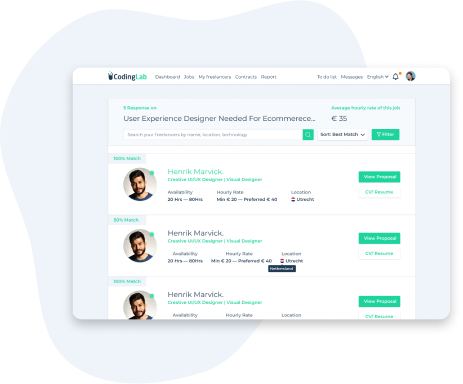 CodingLab Dashboard Jobs My freelancers Contracts Report To do list Messages English
5 Response on Average hourly rate of this job
User Experience Designer Needed For Ecommerece... € 35
Search your freelancers by name, location, technology Sort: Best Match Filter
100% Match
Henrik Marvick. View Proposal
Creative UI/UX Designer | Visual Designer
Availability Hourly Rate Location CV/ Resume
20 Hrs — 80Hrs Min € 20 — Preferred € 40 Utrecht
Match
Henrik Marvick. View Proposal
Creative UI/UX Designer | Visual Designer
Availability Hourly Rate Location CV/ Resume
20 Hrs — 80Hrs Min € 20 — Preferred € 40 Utrecht
Netherland
100% Match
Henrik Marvick. View Proposal
Creative UI/UX Designer | Visual Designer
Availability Hourly Rate Location CV/ Resume